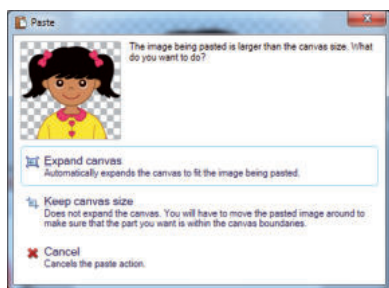 Paste
The image being pasted is larger than the canvas size. What
do you want to do?
Expand canvas
Automatically expands the canvas to fit the image being pasted.
Keep canvas size
Does not expand the canvas. You will have to move the pasted image around to
make sure that the part you want is within the canvas boundaries.
Cancel
Cancels the paste action.